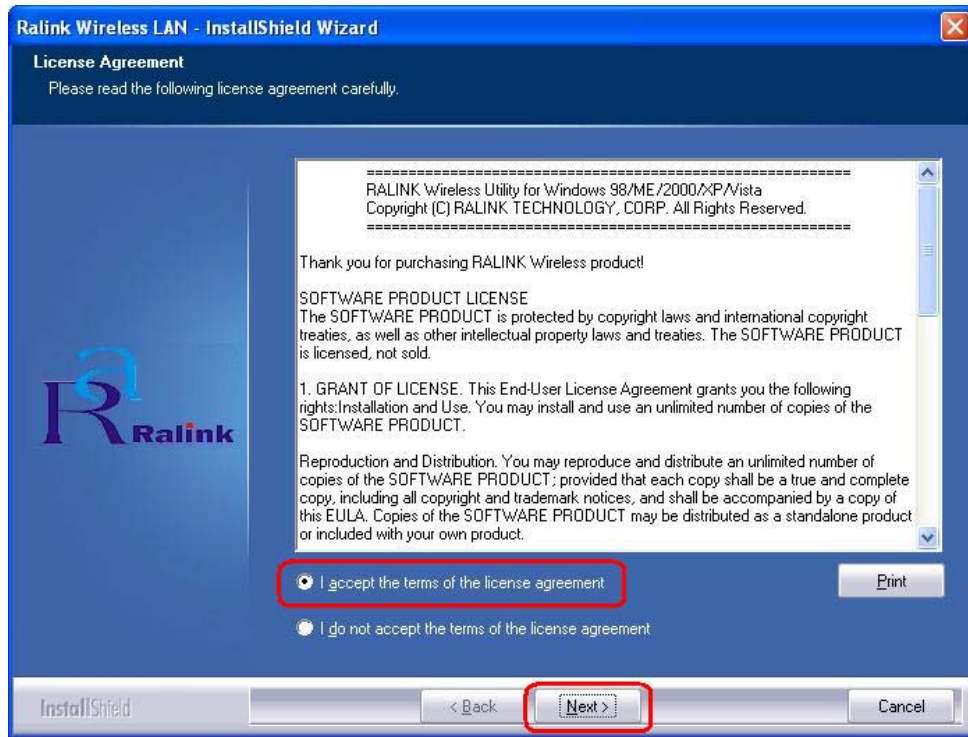 Ralink Wireless LAN - InstallShield Wizard
License Agreement
Please read the following license agreement carefully.
=========================================================
RALINK Wireless Utility for Windows 98/ME/2000/XP/Vista
Copyright (C) RALINK TECHNOLOGY, CORP. All Rights Reserved.
=========================================================
Thank you for purchasing RALINK Wireless product!
SOFTWARE PRODUCT LICENSE
The SOFTWARE PRODUCT is protected by copyright laws and international copyright
treaties, as well as other intellectual property laws and treaties. The SOFTWARE PRODUCT
is licensed, not sold.
1. GRANT OF LICENSE. This End-User License Agreement grants you the following
rights:Installation and Use. You may install and use an unlimited number of copies of the
SOFTWARE PRODUCT.
Reproduction and Distribution. You may reproduce and distribute an unlimited number of
copies of the SOFTWARE PRODUCT; provided that each copy shall be a true and complete
copy, including all copyright and trademark notices, and shall be accompanied by a copy of
this EULA. Copies of the SOFTWARE PRODUCT may be distributed as a standalone product
or included with your own product.
Ra
Ralink
I accept the terms of the license agreement
Print
I do not accept the terms of the license agreement
InstallShield
< Back
Next >
Cancel